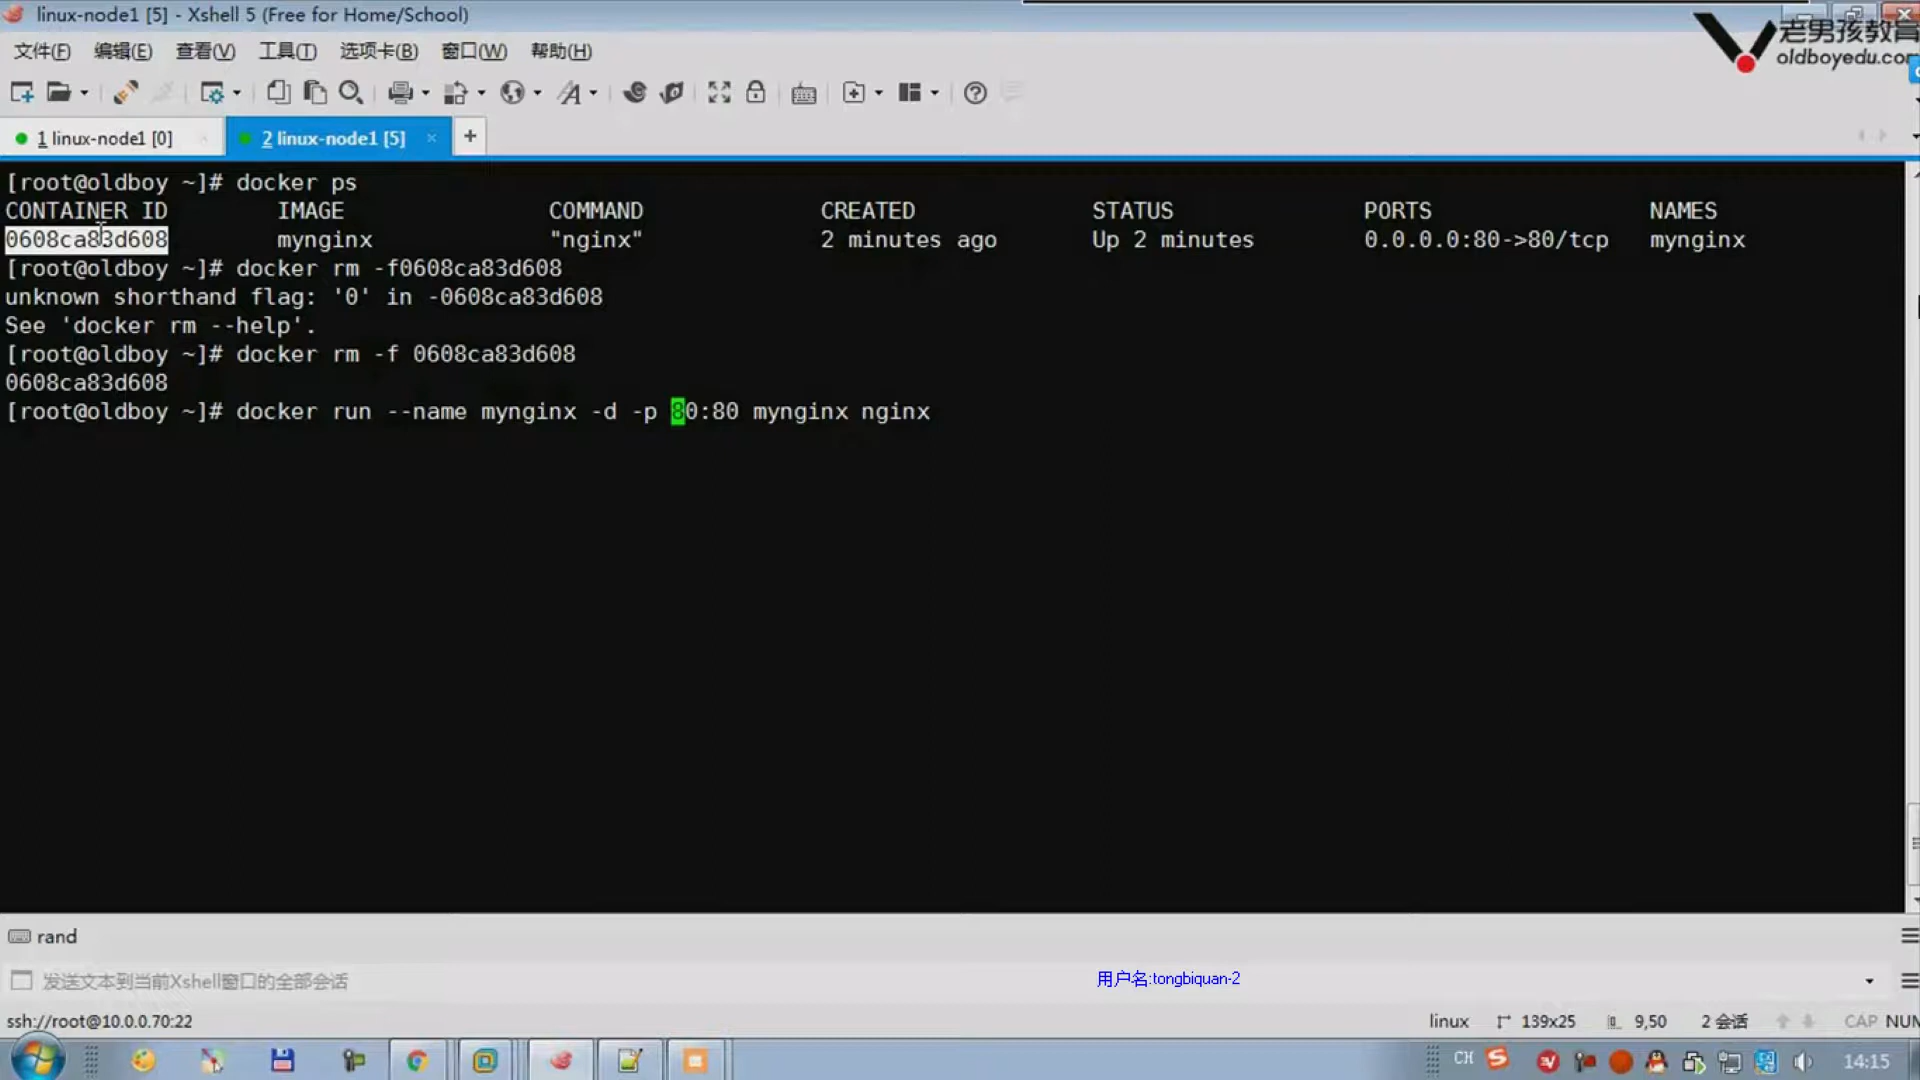 linux-node1 [5] - Xshell 5 (Free for Home/School)
文件(F) 编辑(E) 查看(V) 工具(T) 选项卡(B) 窗口(W) 帮助(H)
老男孩教育
oldboyedu.com
1 linux-node1 [0] 2 linux-node1 [5] × +
[root@oldboy ~]# docker ps
CONTAINER ID IMAGE COMMAND CREATED STATUS PORTS NAMES
0608ca83d608 mynginx "nginx" 2 minutes ago Up 2 minutes 0.0.0.0:80->80/tcp mynginx
[root@oldboy ~]# docker rm -f0608ca83d608
unknown shorthand flag: '0' in -0608ca83d608
See 'docker rm --help'.
[root@oldboy ~]# docker rm -f 0608ca83d608
0608ca83d608
[root@oldboy ~]# docker run --name mynginx -d -p 80:80 mynginx nginx
rand
发送文本到当前Xshell窗口的全部会话
用户名:tongbiquan-2
ssh://root@10.0.0.70:22 linux 139x25 9,50 2 会话 CAP NUM
CH 14:15